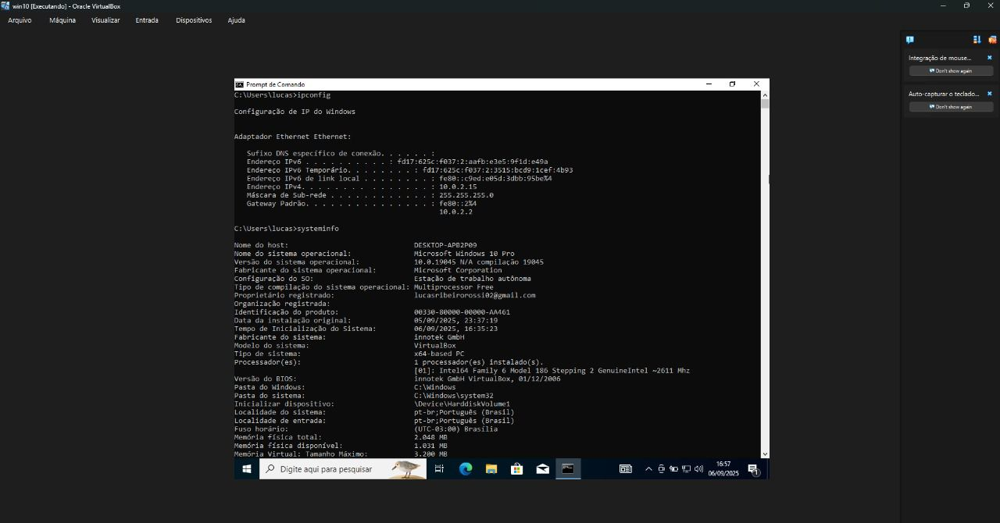 win10 [Executando] - Oracle VirtualBox
Arquivo Máquina Visualizar Entrada Dispositivos Ajuda
Integração de mouse...
Don't show again
Auto-capturar o teclado...
Don't show again
Prompt de Comando
C:\Users\lucas>ipconfig
Configuração de IP do Windows
Adaptador Ethernet Ethernet:
Sufixo DNS específico de conexão. . . . . . :
Endereço IPv6 . . . . . . . . . . : fd17:625c:f037:2:aafb:e3e5:9f1d:e49a
Endereço IPv6 Temporário. . . . . . . . : fd17:625c:f037:2:3515:bcd9:1cef:4b93
Endereço IPv6 de link local . . . . . . . . : fe80::c9ed:e05d:3dbb:95be%4
Endereço IPv4. . . . . . . . . . . . . . . : 10.0.2.15
Máscara de Sub-rede . . . . . . . . . . . . : 255.255.255.0
Gateway Padrão. . . . . . . . . . . . . . . : fe80::2%4
10.0.2.2
C:\Users\lucas>systeminfo
Nome do host: DESKTOP-APB2P09
Nome do sistema operacional: Microsoft Windows 10 Pro
Versão do sistema operacional: 10.0.19045 N/A compilação 19045
Fabricante do sistema operacional: Microsoft Corporation
Configuração do SO: Estação de trabalho autônoma
Tipo de compilação do sistema operacional: Multiprocessor Free
Proprietário registrado: lucasribeirorossi02@gmail.com
Organização registrada:
Identificação do produto: 00330-80000-00000-AA461
Data da instalação original: 05/09/2025, 23:37:19
Tempo de Inicialização do Sistema: 06/09/2025, 16:35:23
Fabricante do sistema: innotek GmbH
Modelo do sistema: VirtualBox
Tipo de sistema: x64-based PC
Processador(es): 1 processador(es) instalado(s).
[01]: Intel64 Family 6 Model 186 Stepping 2 GenuineIntel ~2611 Mhz
Versão do BIOS: innotek GmbH VirtualBox, 01/12/2006
Pasta do Windows: C:\Windows
Pasta do sistema: C:\Windows\system32
Inicializar dispositivo: \Device\HarddiskVolume1
Localidade do sistema: pt-br;Português (Brasil)
Localidade de entrada: pt-br;Português (Brasil)
Fuso horário: (UTC-03:00) Brasília
Memória física total: 2.048 MB
Memória física disponível: 1.031 MB
Memória Virtual: Tamanho Máximo: 3.200 MB
Digite aqui para pesquisar
16:57
06/09/2025
1